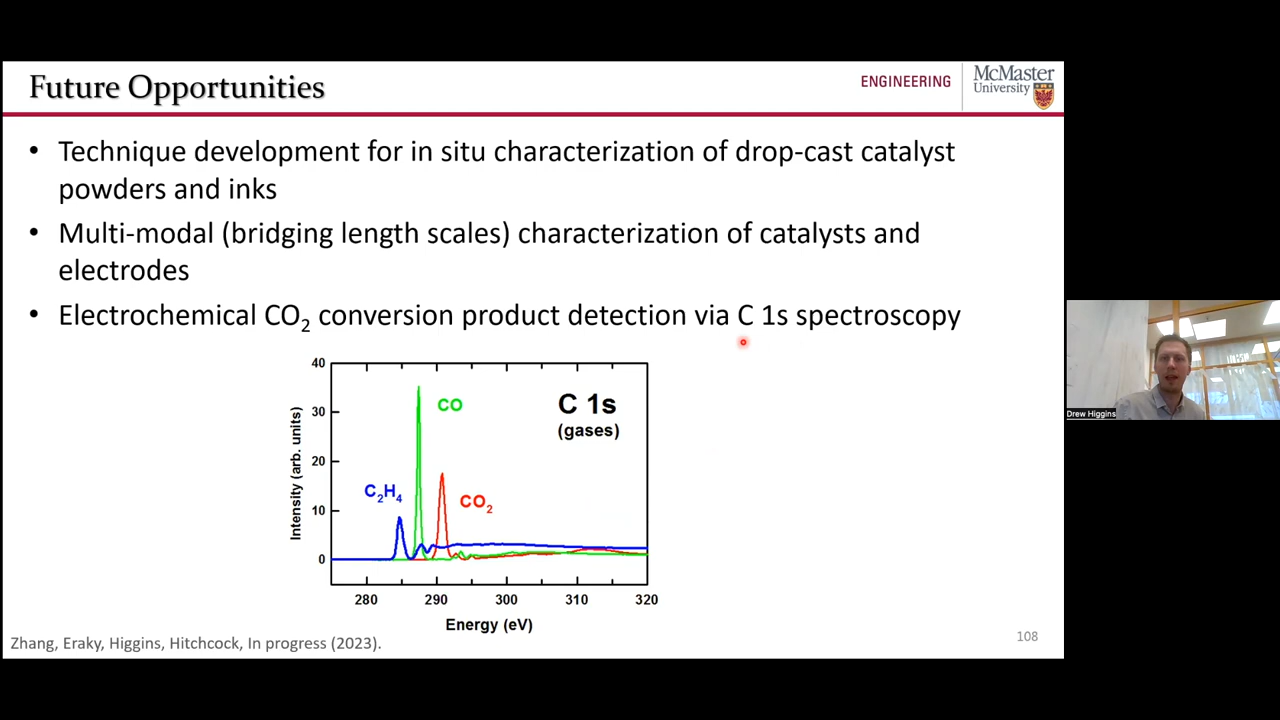 Future Opportunities
ENGINEERING
McMaster
University
• Technique development for in situ characterization of drop-cast catalyst
powders and inks
• Multi-modal (bridging length scales) characterization of catalysts and
electrodes
• Electrochemical CO₂ conversion product detection via C 1s spectroscopy
40
30
20
10
0
Intensity (arb. units)
CO
C 1s
(gases)
C₂H₄
CO₂
280 290 300 310 320
Energy (eV)
Zhang, Eraky, Higgins, Hitchcock, In progress (2023).
108
Drew Higgins